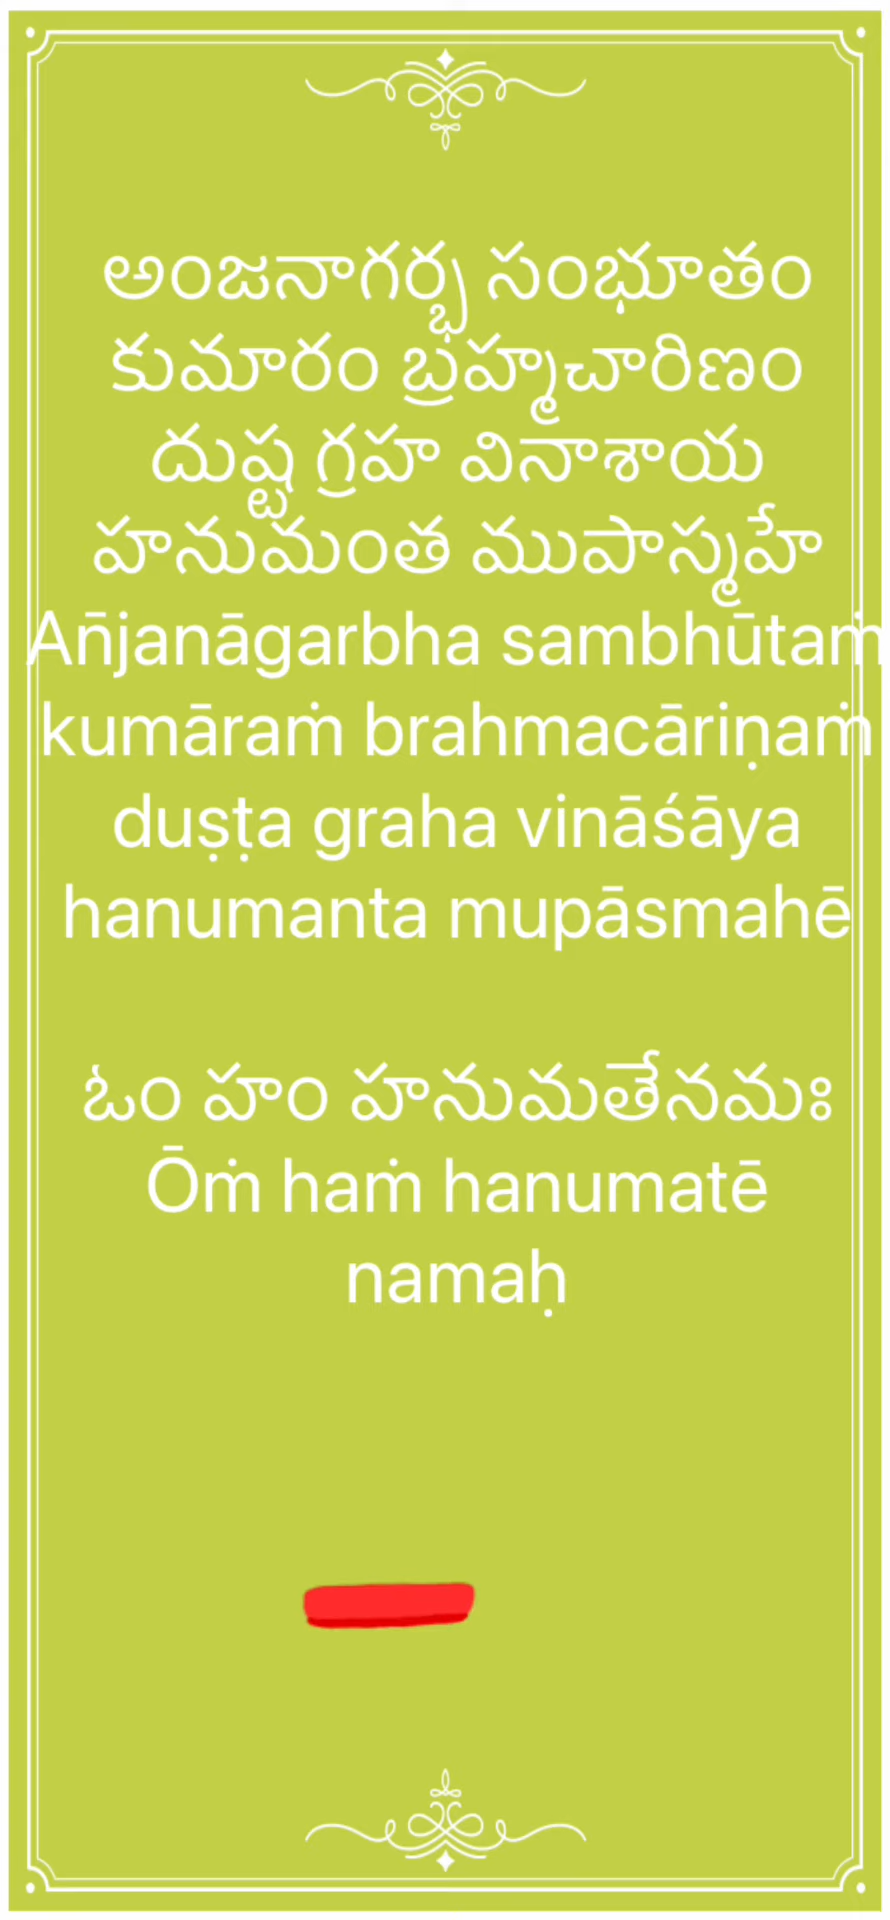 అంజనాగర్భ సంభూతం
కుమారం బ్రహ్మచారిణం
దుష్ట గ్రహ వినాశాయ
హనుమంత ముపాస్మహే
Añjanāgarbha sambhūtaṁ
kumāraṁ brahmacāriṇaṁ
duṣṭa graha vināśāya
hanumanta mupāsmahē
ఓం హం హనుమతేనమః
Ōṁ haṁ hanumatē
namaḥ